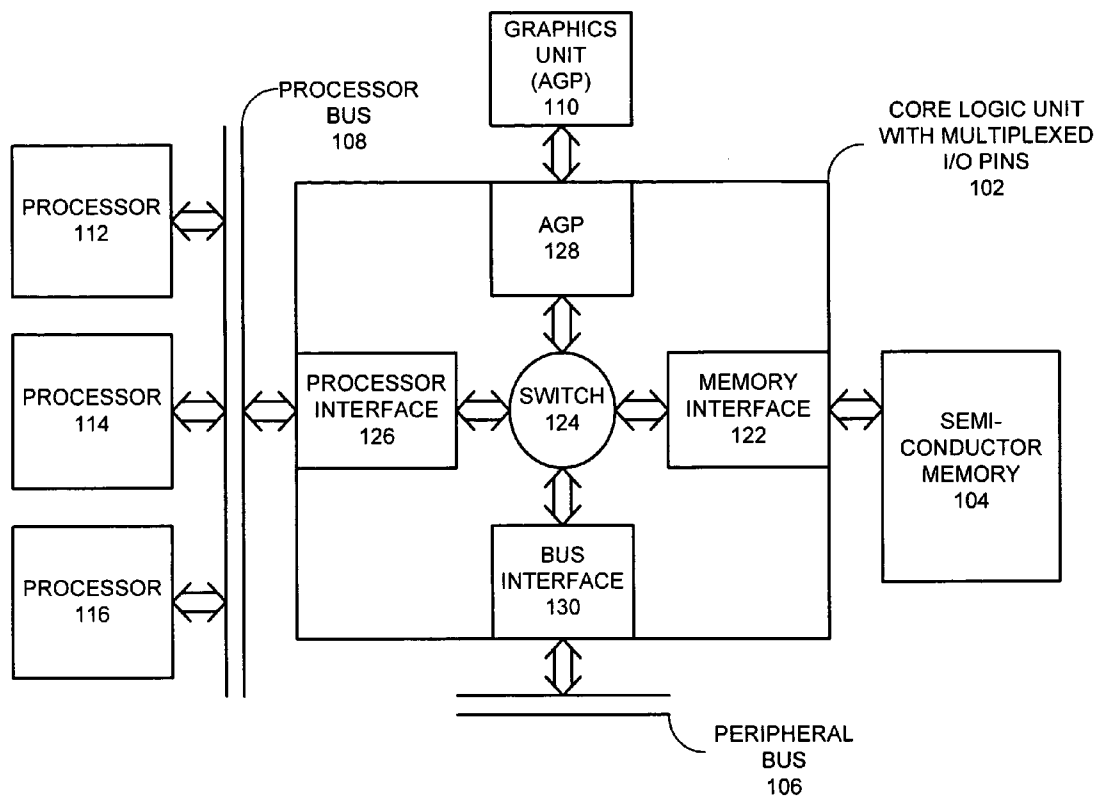 GRAPHICS
UNIT
(AGP)
110
PROCESSOR
BUS
108
CORE LOGIC UNIT
WITH MULTIPLEXED
I/O PINS
102
PROCESSOR
112
AGP
128
PROCESSOR
114
PROCESSOR
INTERFACE
126
SWITCH
124
MEMORY
INTERFACE
122
SEMI-
CONDUCTOR
MEMORY
104
PROCESSOR
116
BUS
INTERFACE
130
PERIPHERAL
BUS
106